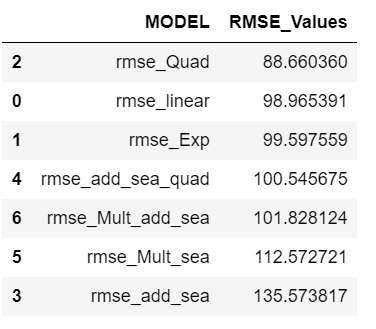 MODEL RMSE_Values
2 rmse_Quad 88.660360
0 rmse_linear 98.965391
1 rmse_Exp 99.597559
4 rmse_add_sea_quad 100.545675
6 rmse_Mult_add_sea 101.828124
5 rmse_Mult_sea 112.572721
3 rmse_add_sea 135.573817